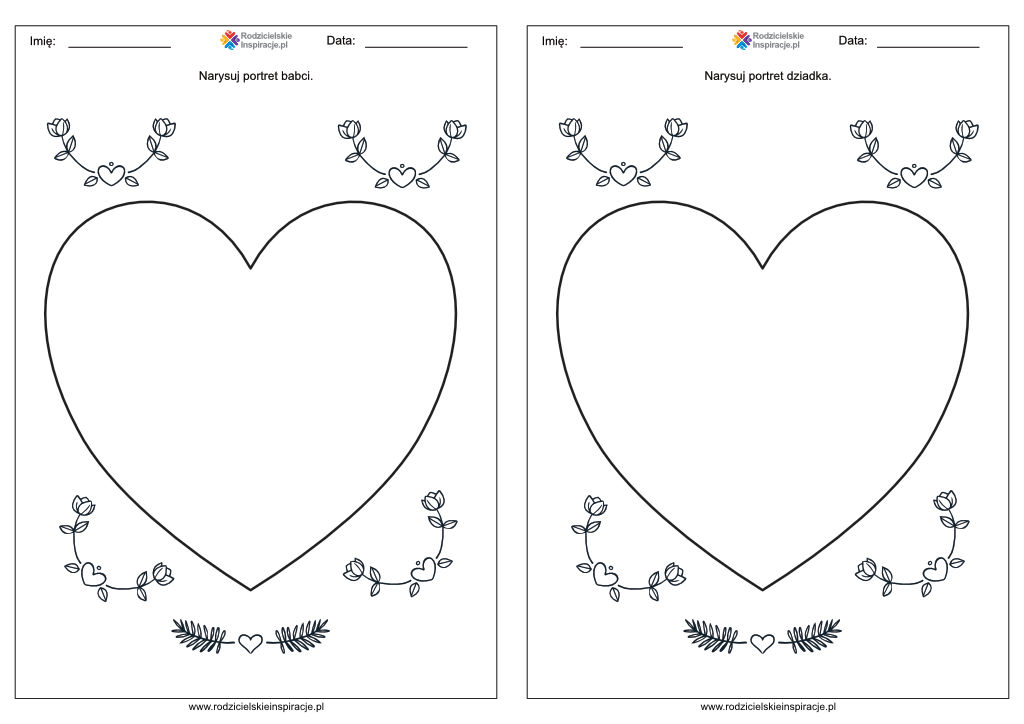 Imię: Rodzicielskie Inspiracje.pl Data:
Narysuj portret babci.
www.rodzicielskieinspiracje.pl
Imię: Rodzicielskie Inspiracje.pl Data:
Narysuj portret dziadka.
www.rodzicielskieinspiracje.pl